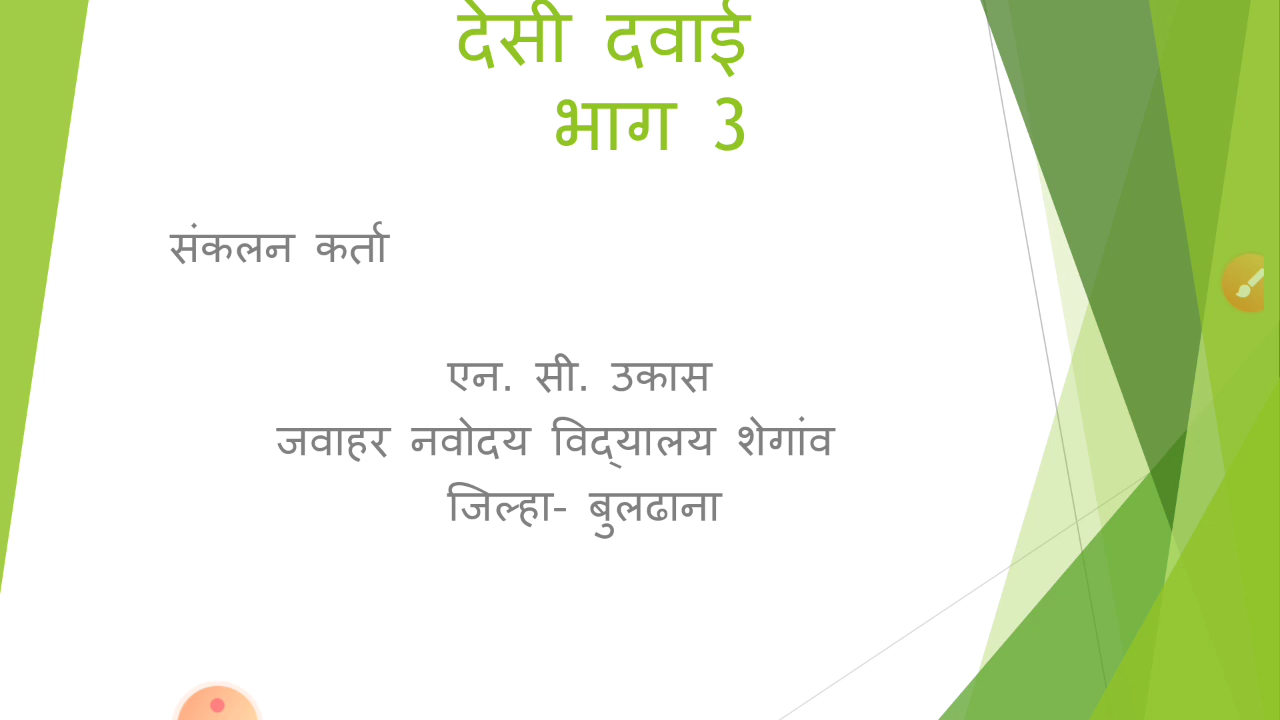 देसी दवाई
भाग 3
संकलन कर्ता
एन. सी. उकास
जवाहर नवोदय विद्यालय शेगांव
जिल्हा- बुलढाना